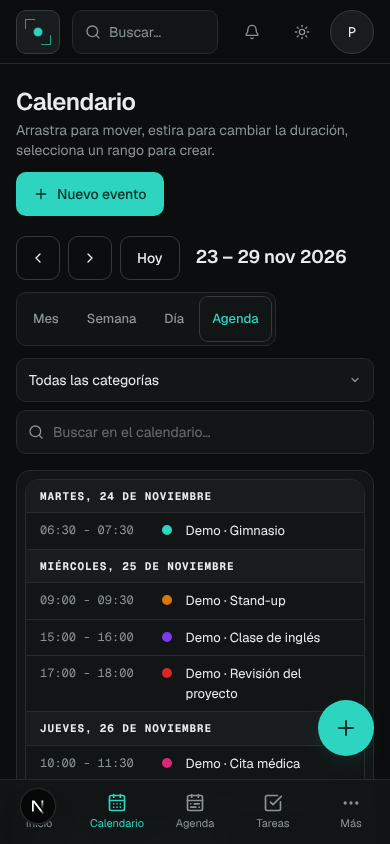 Buscar...
P
Calendario
Arrastra para mover, estira para cambiar la duración,
selecciona un rango para crear.
Nuevo evento
Hoy
23 – 29 nov 2026
Mes
Semana
Día
Agenda
Todas las categorías
Buscar en el calendario...
MARTES, 24 DE NOVIEMBRE
06:30 - 07:30 Demo · Gimnasio
MIÉRCOLES, 25 DE NOVIEMBRE
09:00 - 09:30 Demo · Stand-up
15:00 - 16:00 Demo · Clase de inglés
17:00 - 18:00 Demo · Revisión del
proyecto
JUEVES, 26 DE NOVIEMBRE
10:00 - 11:30 Demo · Cita médica
N
Inicio
Calendario
Agenda
Tareas
Más